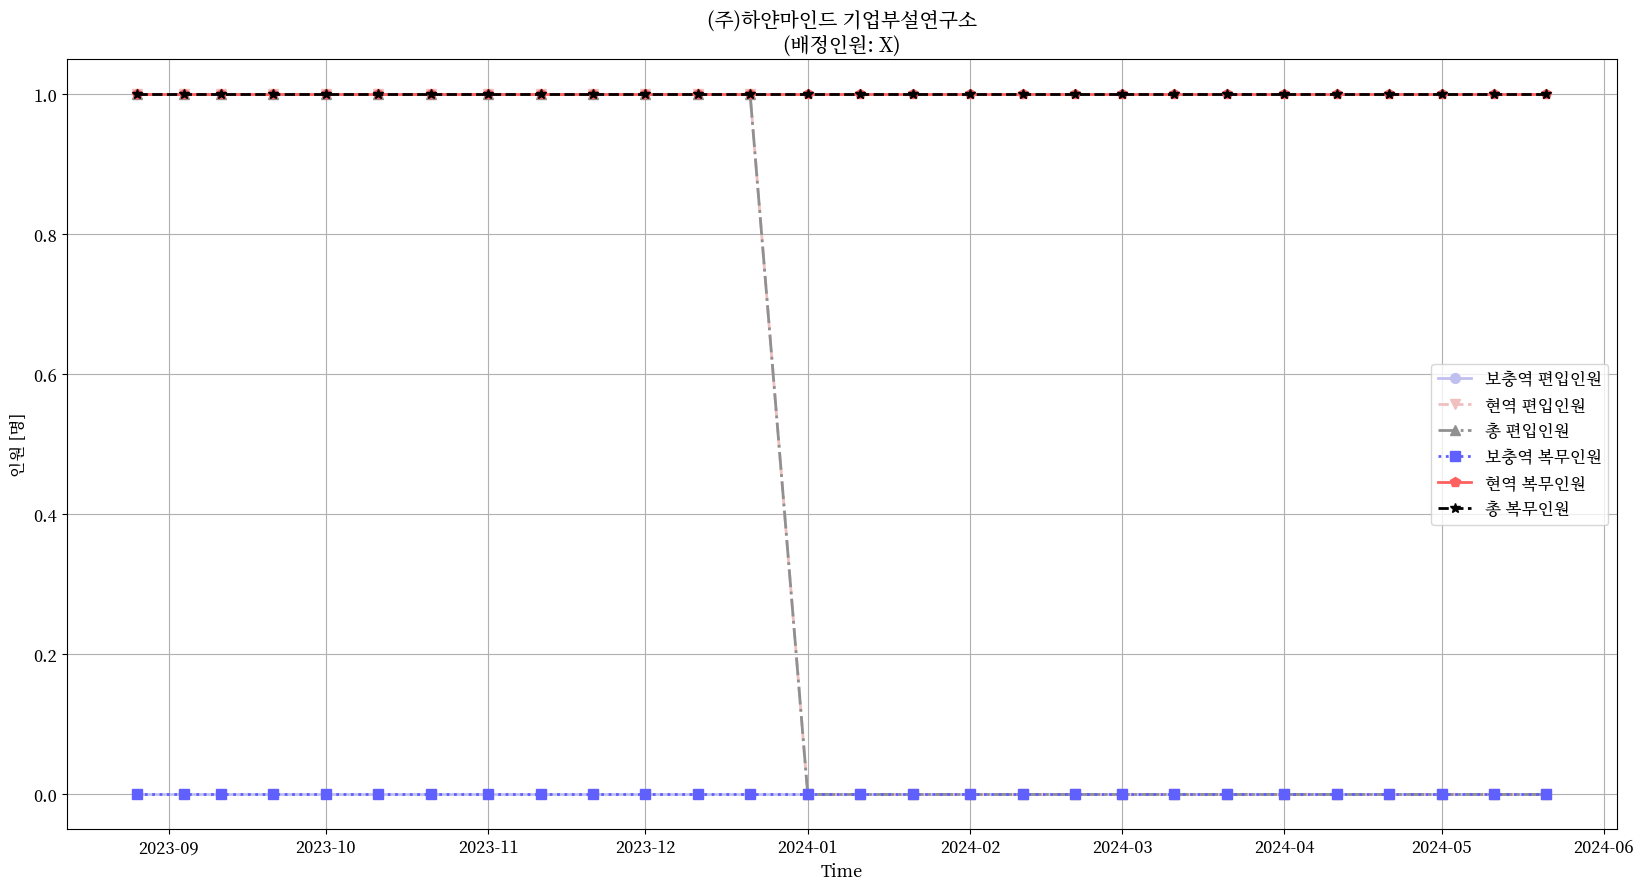 (주)하얀마인드 기업부설연구소
(배정인원: X)
인원 [명]
1.0
0.8
0.6
0.4
0.2
0.0
보충역 편입인원
현역 편입인원
총 편입인원
보충역 복무인원
현역 복무인원
총 복무인원
2023-09 2023-10 2023-11 2023-12 2024-01 2024-02 2024-03 2024-04 2024-05 2024-06
Time